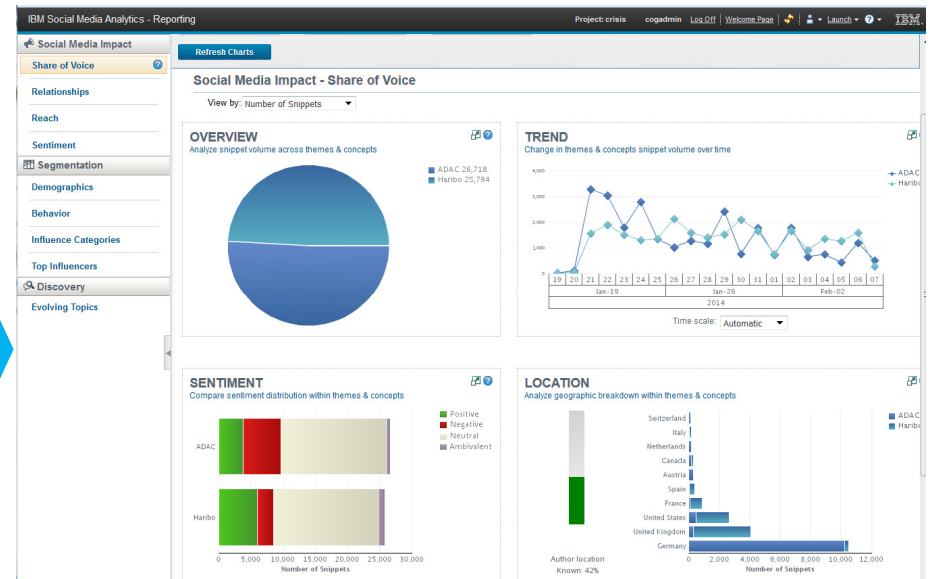 IBM Social Media Analytics - Reporting
Project: crisis cogadmin Log Off Welcome Page Launch IBM.
Social Media Impact
Share of Voice
Relationships
Reach
Sentiment
Segmentation
Demographics
Behavior
Influence Categories
Top Influencers
Discovery
Evolving Topics
Refresh Charts
Social Media Impact - Share of Voice
View by: Number of Snippets
OVERVIEW
Analyze snippet volume across themes & concepts
ADAC 26,718
Haribo 25,794
TREND
Change in themes & concepts snippet volume over time
4,000
3,000
2,000
1,000
0
19 20 21 22 23 24 25 26 27 28 29 30 31 01 02 03 04 05 06 07
Jan-19 Jan-26 Feb-02
2014
ADAC
Haribo
Time scale: Automatic
SENTIMENT
Compare sentiment distribution within themes & concepts
Positive
Negative
Neutral
Ambivalent
ADAC
Haribo
0 5,000 10,000 15,000 20,000 25,000 30,000
Number of Snippets
LOCATION
Analyze geographic breakdown within themes & concepts
ADAC
Haribo
Switzerland
Italy
Netherlands
Canada
Austria
Spain
France
United States
United Kingdom
Germany
0 2,000 4,000 6,000 8,000 10,000 12,000
Number of Snippets
Author location
Known: 42%